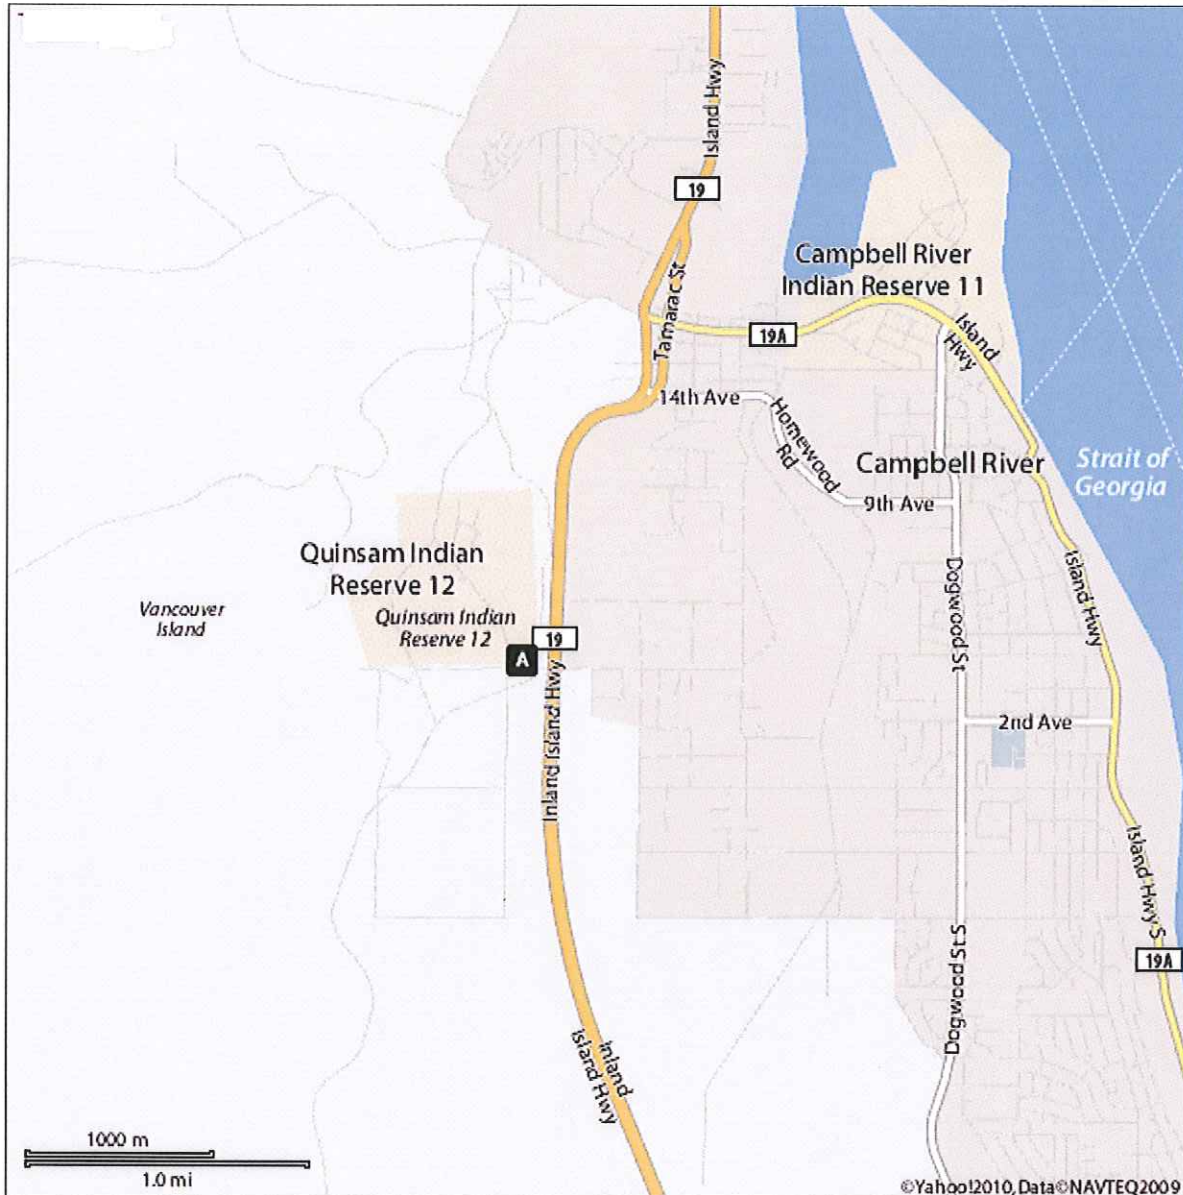 Island Hwy
19
Tamarac St
Campbell River
Indian Reserve 11
19A
Island
Hwy
14th Ave
Homewood
Rd
Campbell River
Strait of
Georgia
9th Ave
Quinsam Indian
Reserve 12
Vancouver
Island
Quinsam Indian
Reserve 12
A
19
Dogwood St
Island Hwy
Inland Island Hwy
2nd Ave
Island Hwy S
19A
Dogwood St S
Inland
Island Hwy
1000 m
1.0 mi
©Yahoo!2010, Data©NAVTEQ2009